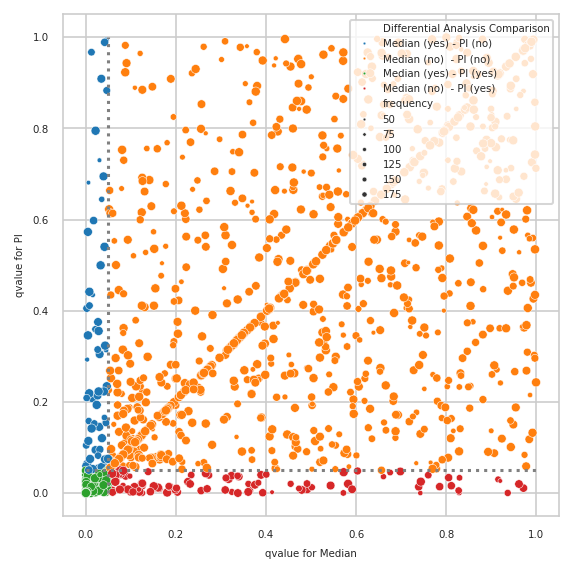 Differential Analysis Comparison
Median (yes) - PI (no)
Median (no) - PI (no)
Median (yes) - PI (yes)
Median (no) - PI (yes)
frequency
50
75
100
125
150
175
qvalue for PI
1.0
0.8
0.6
0.4
0.2
0.0
0.0 0.2 0.4 0.6 0.8 1.0
qvalue for Median